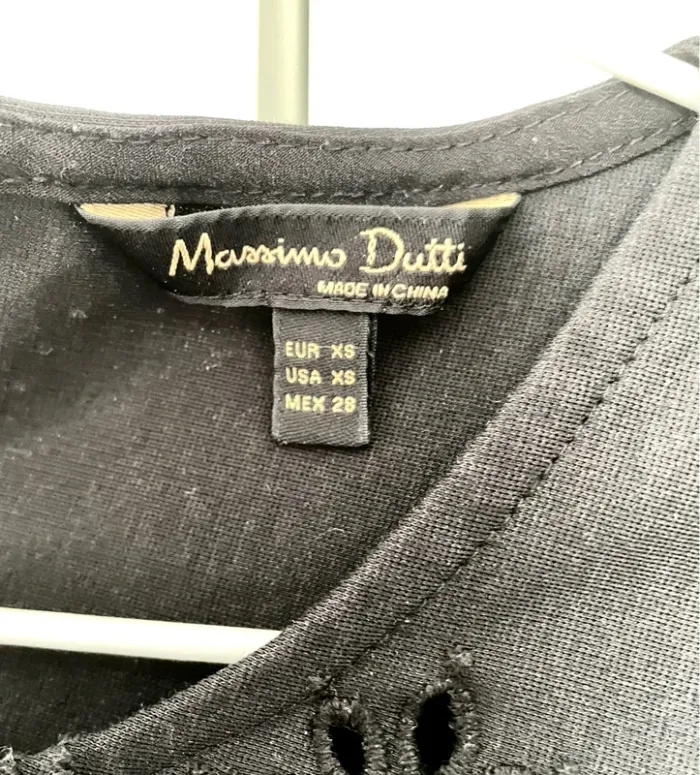 Massimo Dutti
MADE IN CHINA
EUR XS
USA XS
MEX 28